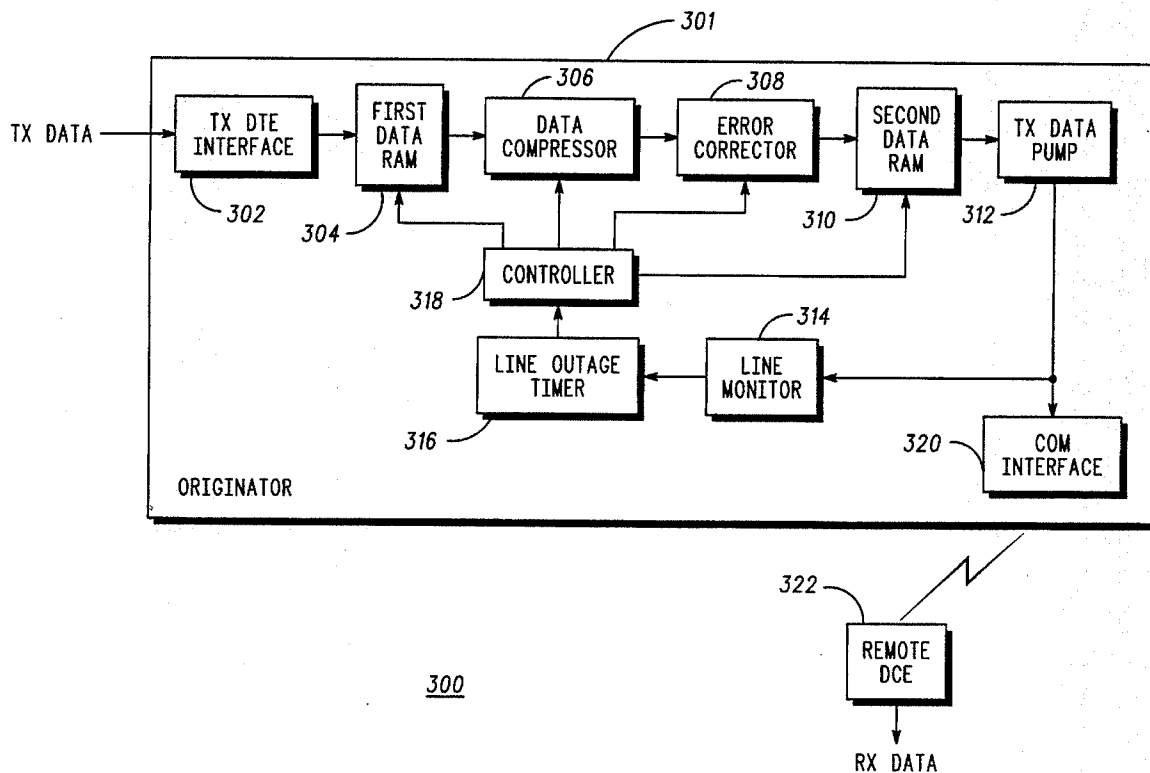 301
TX DATA
TX DTE
INTERFACE
302
FIRST
DATA
RAM
304
306
DATA
COMPRESSOR
308
ERROR
CORRECTOR
SECOND
DATA
RAM
310
TX DATA
PUMP
312
CONTROLLER
318
LINE OUTAGE
TIMER
316
314
LINE
MONITOR
COM
INTERFACE
320
ORIGINATOR
322
REMOTE
DCE
300
RX DATA